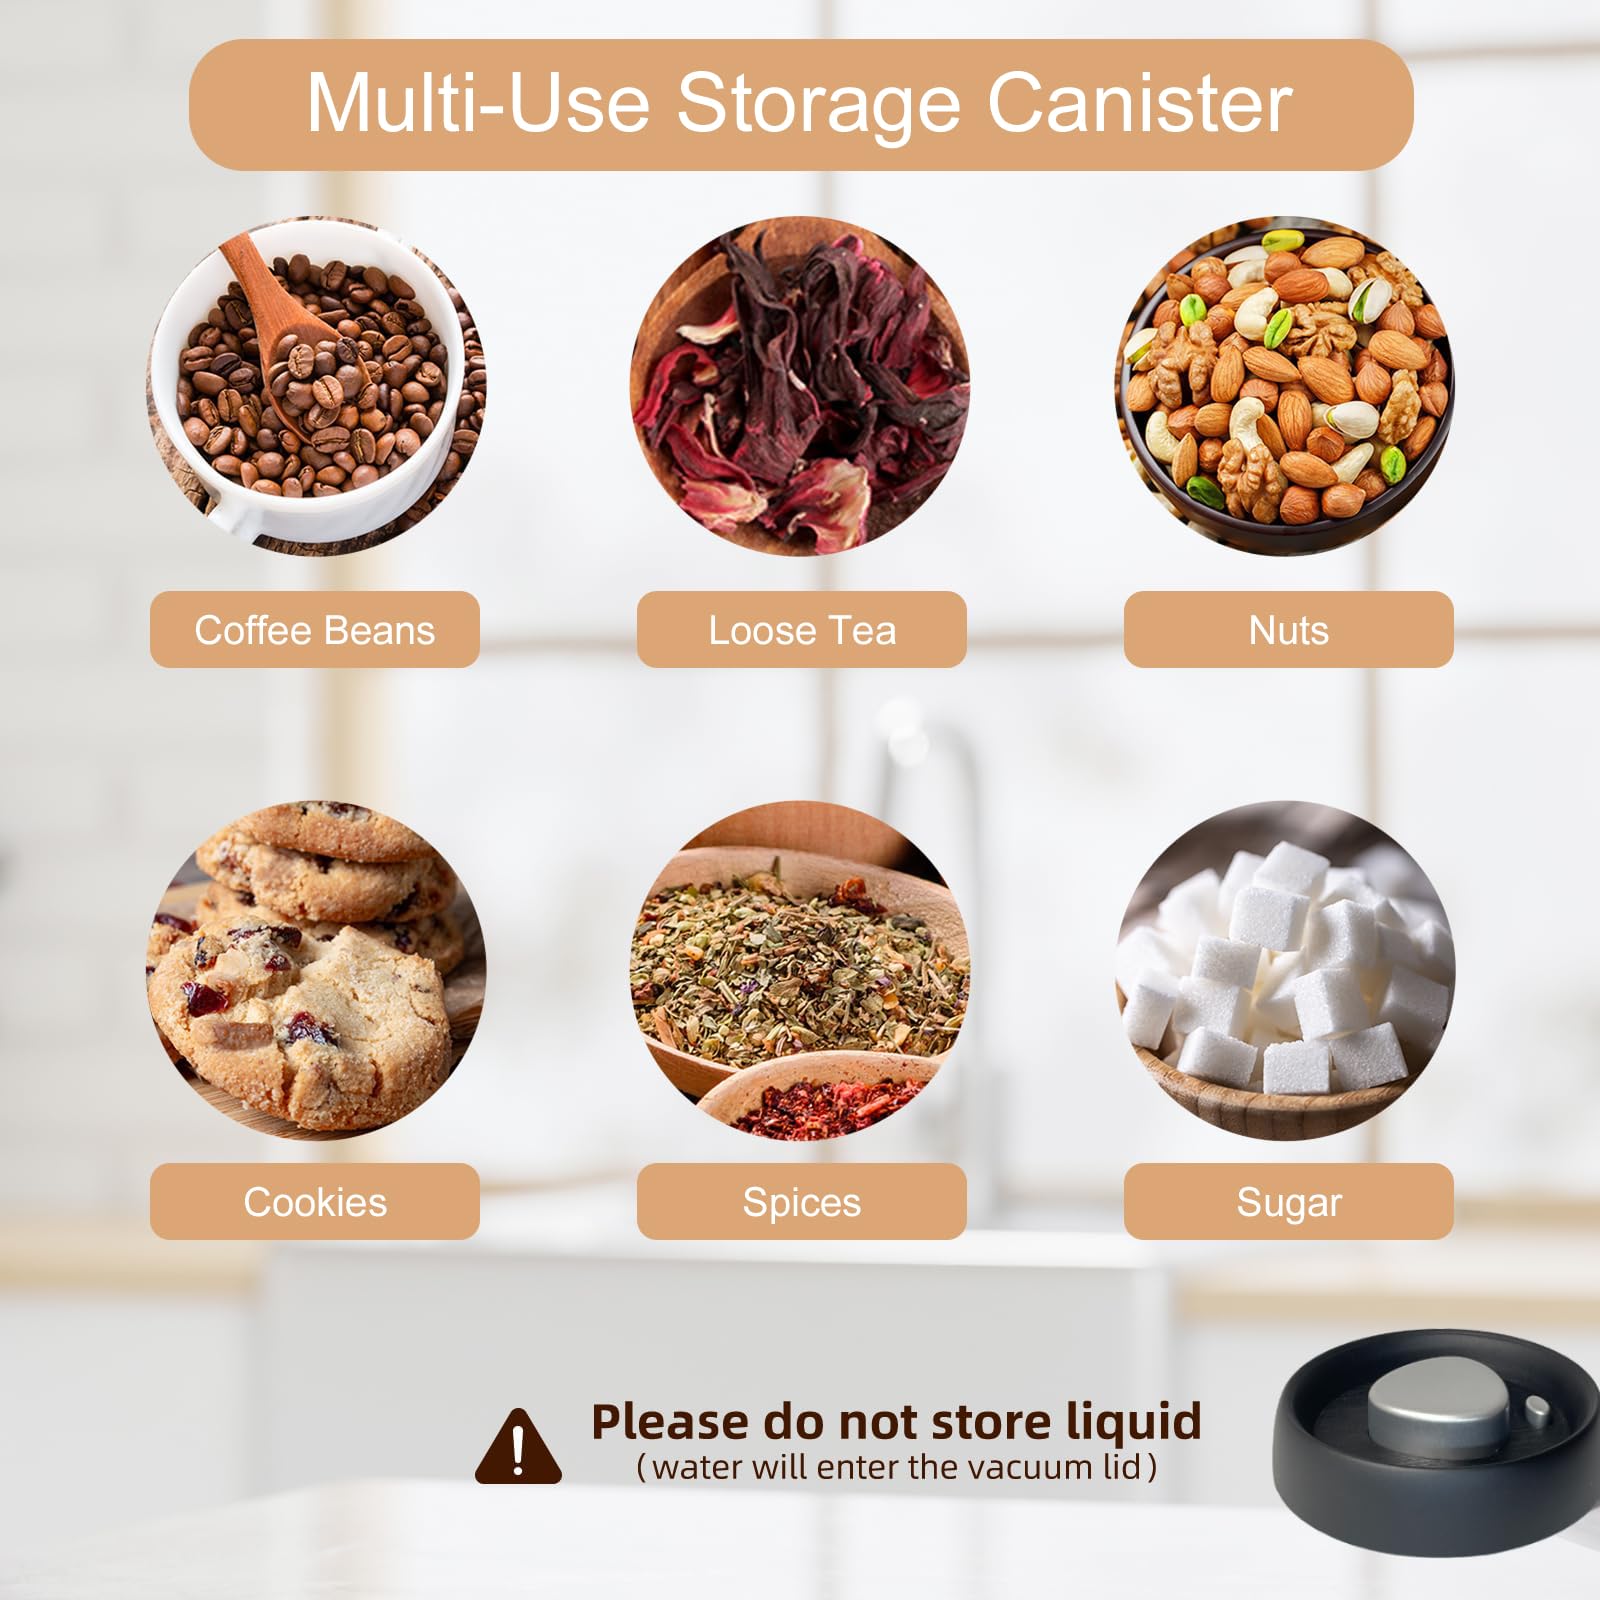 Multi-Use Storage Canister
Coffee Beans
Loose Tea
Nuts
Cookies
Spices
Sugar
Please do not store liquid
(water will enter the vacuum lid)